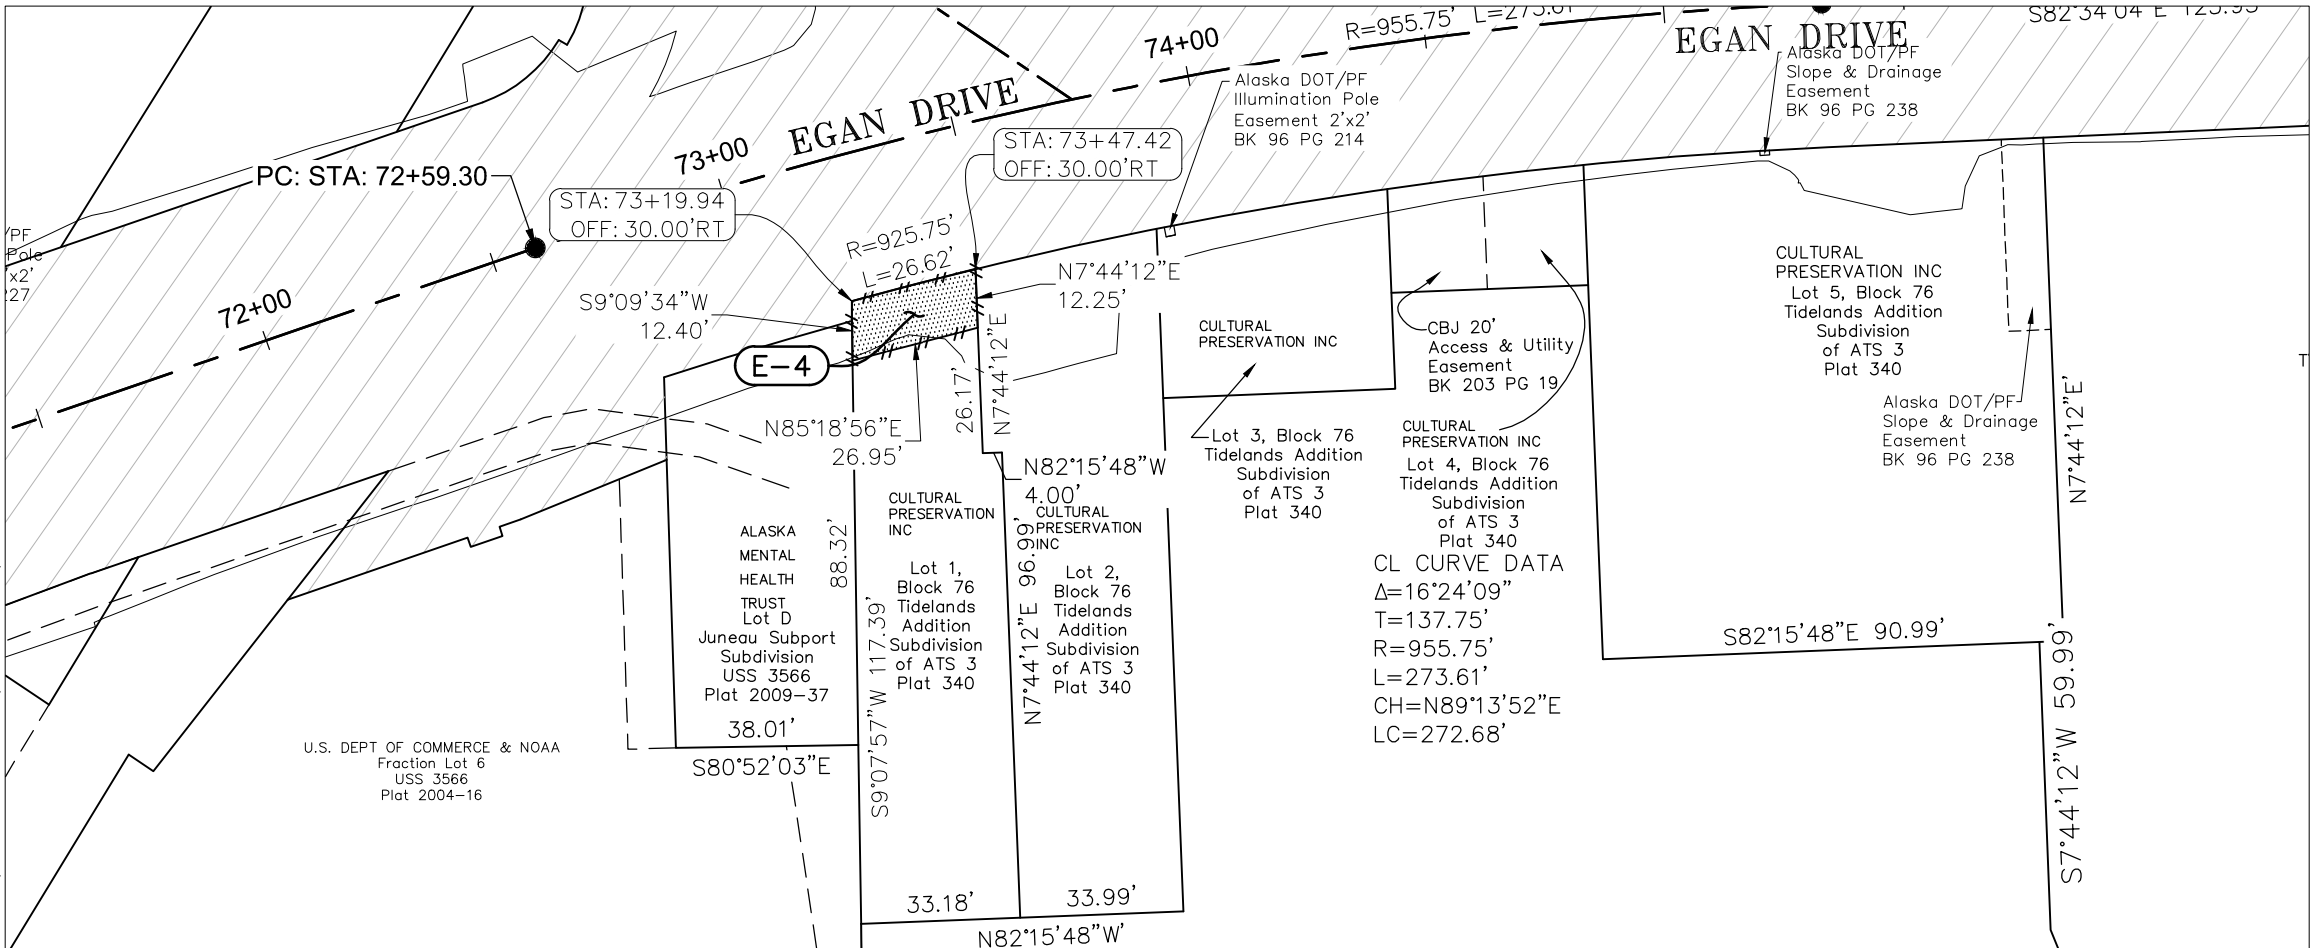 R=955.75' L=273.61'
S82°34'04"E 125.95'
74+00
EGAN DRIVE
Alaska DOT/PF
Slope & Drainage
Easement
BK 96 PG 238
Alaska DOT/PF
Illumination Pole
Easement 2'x2'
BK 96 PG 214
EGAN DRIVE
73+00
STA: 73+47.42
OFF: 30.00'RT
PC: STA: 72+59.30
STA: 73+19.94
OFF: 30.00'RT
/PF
Pole
'x2'
27
R=925.75'
L=26.62'
N7°44'12"E
12.25'
S9°09'34"W
12.40'
72+00
E-4
CULTURAL
PRESERVATION INC
Lot 5, Block 76
Tidelands Addition
Subdivision
of ATS 3
Plat 340
CULTURAL
PRESERVATION INC
CBJ 20'
Access & Utility
Easement
BK 203 PG 19
T
26.17'
N7°44'12"E
N85°18'56"E
26.95'
Alaska DOT/PF
Slope & Drainage
Easement
BK 96 PG 238
N7°44'12"E'
Lot 3, Block 76
Tidelands Addition
Subdivision
of ATS 3
Plat 340
CULTURAL
PRESERVATION INC
Lot 4, Block 76
Tidelands Addition
Subdivision
of ATS 3
Plat 340
N82°15'48"W
4.00'
CULTURAL
PRESERVATION
INC
Lot 1,
Block 76
Tidelands
Addition
Subdivision
of ATS 3
Plat 340
CULTURAL
PRESERVATION
INC
Lot 2,
Block 76
Tidelands
Addition
Subdivision
of ATS 3
Plat 340
ALASKA
MENTAL
HEALTH
TRUST
Lot D
Juneau Subport
Subdivision
USS 3566
Plat 2009-37
88.32'
S9°07'57"W 117.39'
N7°44'12"E 96.99'
CL CURVE DATA
Δ=16°24'09"
T=137.75'
R=955.75'
L=273.61'
CH=N89°13'52"E
LC=272.68'
S82°15'48"E 90.99'
S7°44'12"W 59.99'
38.01'
S80°52'03"E
U.S. DEPT OF COMMERCE & NOAA
Fraction Lot 6
USS 3566
Plat 2004-16
33.18'
33.99'
N82°15'48"W'